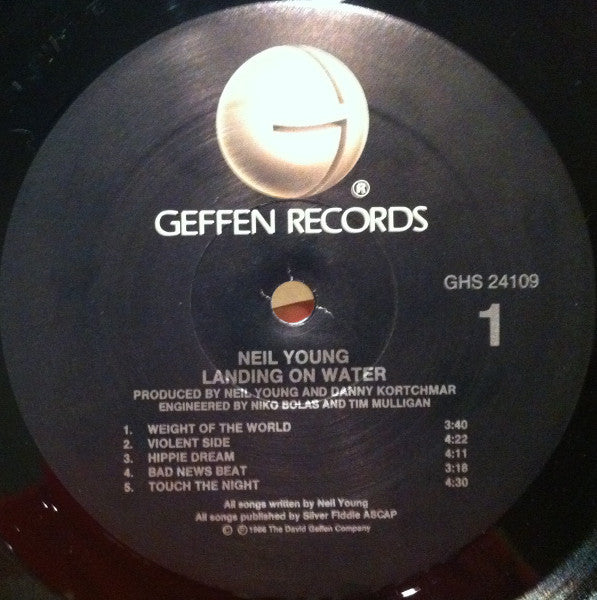 G
®
GEFFEN RECORDS
GHS 24109
1
NEIL YOUNG
LANDING ON WATER
PRODUCED BY NEIL YOUNG AND DANNY KORTCHMAR
ENGINEERED BY NIKO BOLAS AND TIM MULLIGAN
1. WEIGHT OF THE WORLD 3:40
2. VIOLENT SIDE 4:22
3. HIPPIE DREAM 4:11
4. BAD NEWS BEAT 3:18
5. TOUCH THE NIGHT 4:30
All songs written by Neil Young
All songs published by Silver Fiddle ASCAP
℗ © 1986 The David Geffen Company